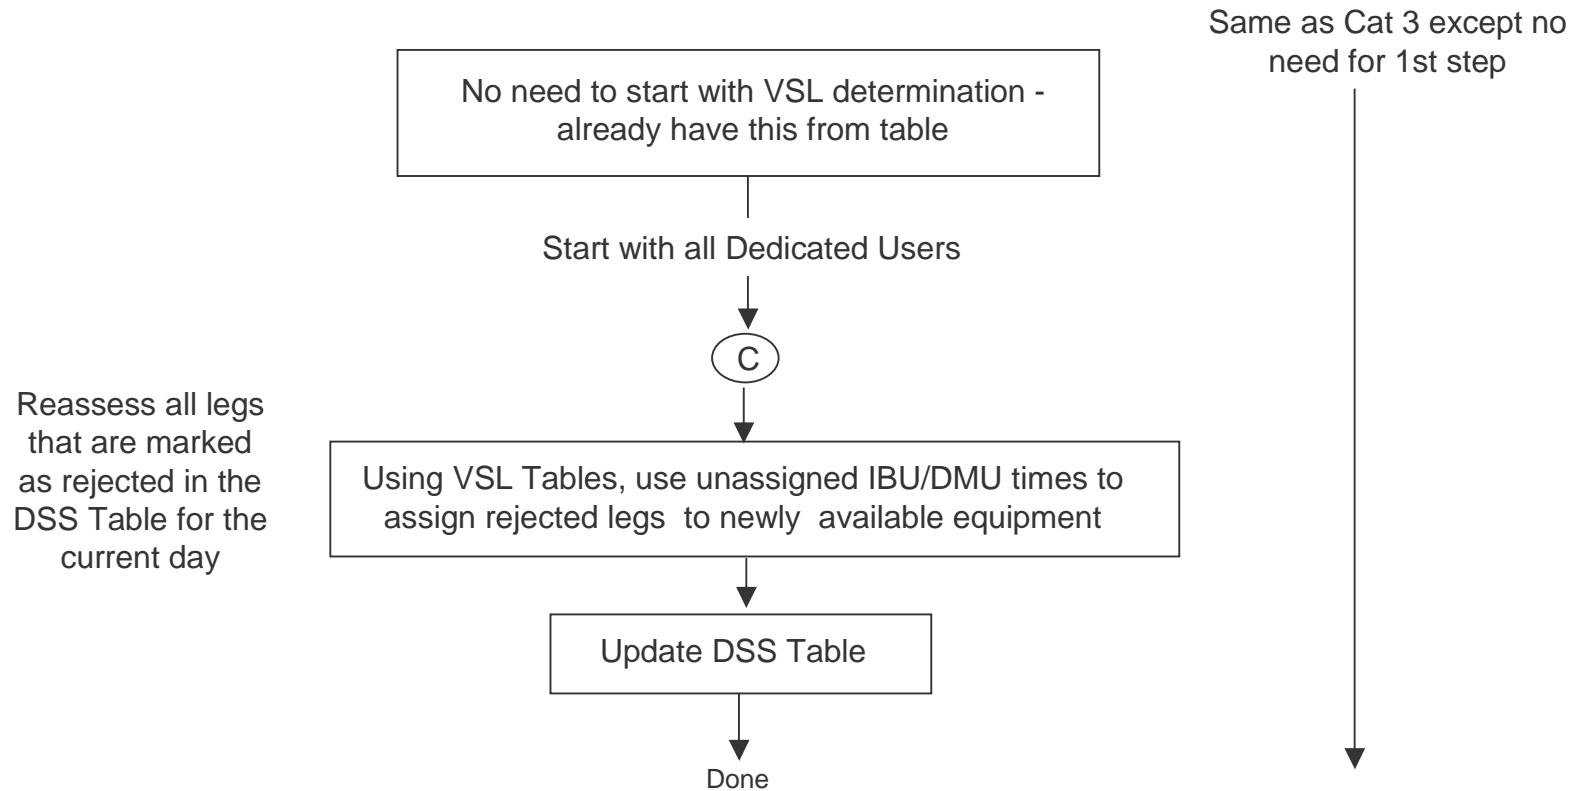 Same as Cat 3 except no
need for 1st step
No need to start with VSL determination -
already have this from table
Start with all Dedicated Users
C
Reassess all legs
that are marked
as rejected in the
DSS Table for the
current day
Using VSL Tables, use unassigned IBU/DMU times to
assign rejected legs  to newly  available equipment
Update DSS Table
Done